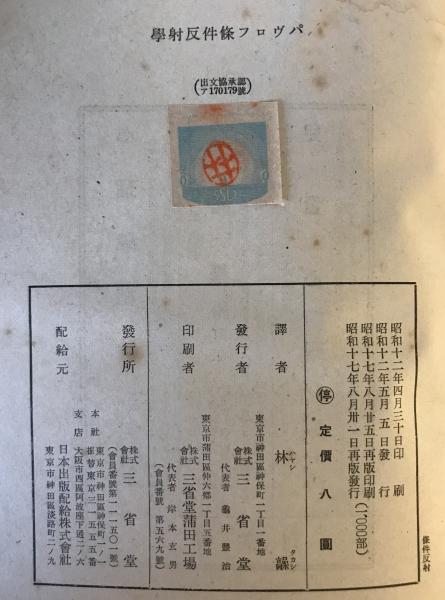 パヴロフ條件反射學
(出文協承認
ア170179號)
昭和十二年四月三十日印刷
昭和十二年五月五日發行
昭和十七年八月廿五日再版印刷
昭和十七年八月卅一日再版發行(1,000部)
㊡定價八圓
譯者 林髞
ハヤシ タカシ
東京市神田區神保町一丁目一番地
發行者 株式會社 三省堂
代表者 龜井豐治
東京市蒲田區仲六郷一丁目五番地
印刷者 株式會社 三省堂蒲田工場
代表者 岸本玄男
(會員番號 第五六九號)
發行所 株式會社 三省堂
(會員番號第一一二五〇一號)
本社 東京市神田區神保町一ノ一
振替東京三一五五五番
支店 大阪市西區阿波座下通二ノ六
配給元 日本出版配給株式會社
東京市神田區淡路町二ノ九
條件反射